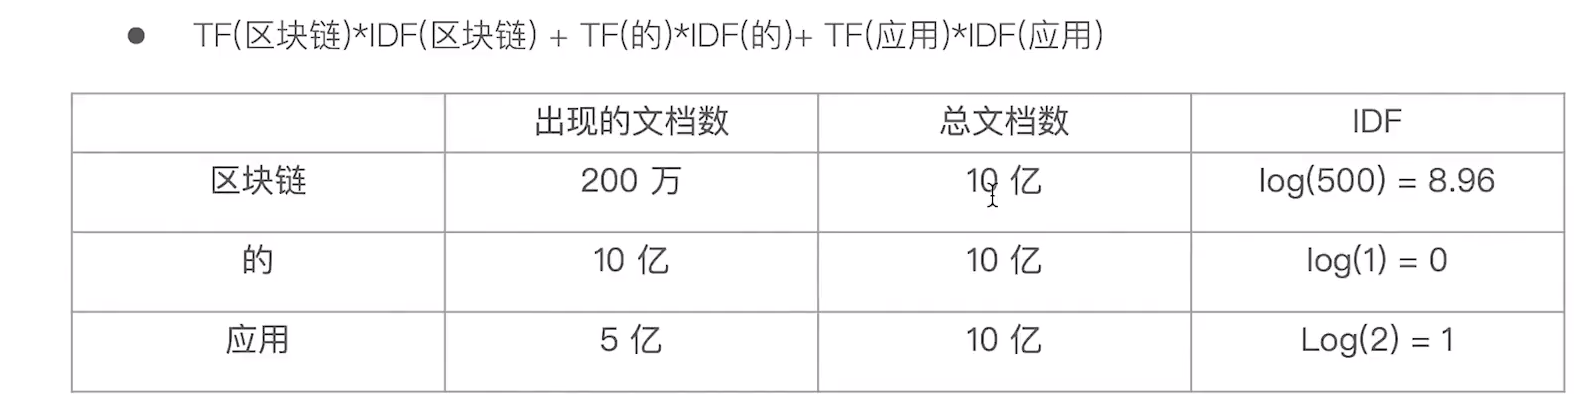 ● TF(区块链)*IDF(区块链) + TF(的)*IDF(的)+ TF(应用)*IDF(应用)
出现的文档数 总文档数 IDF
区块链 200 万 10 亿 log(500) = 8.96
的 10 亿 10 亿 log(1) = 0
应用 5 亿 10 亿 Log(2) = 1